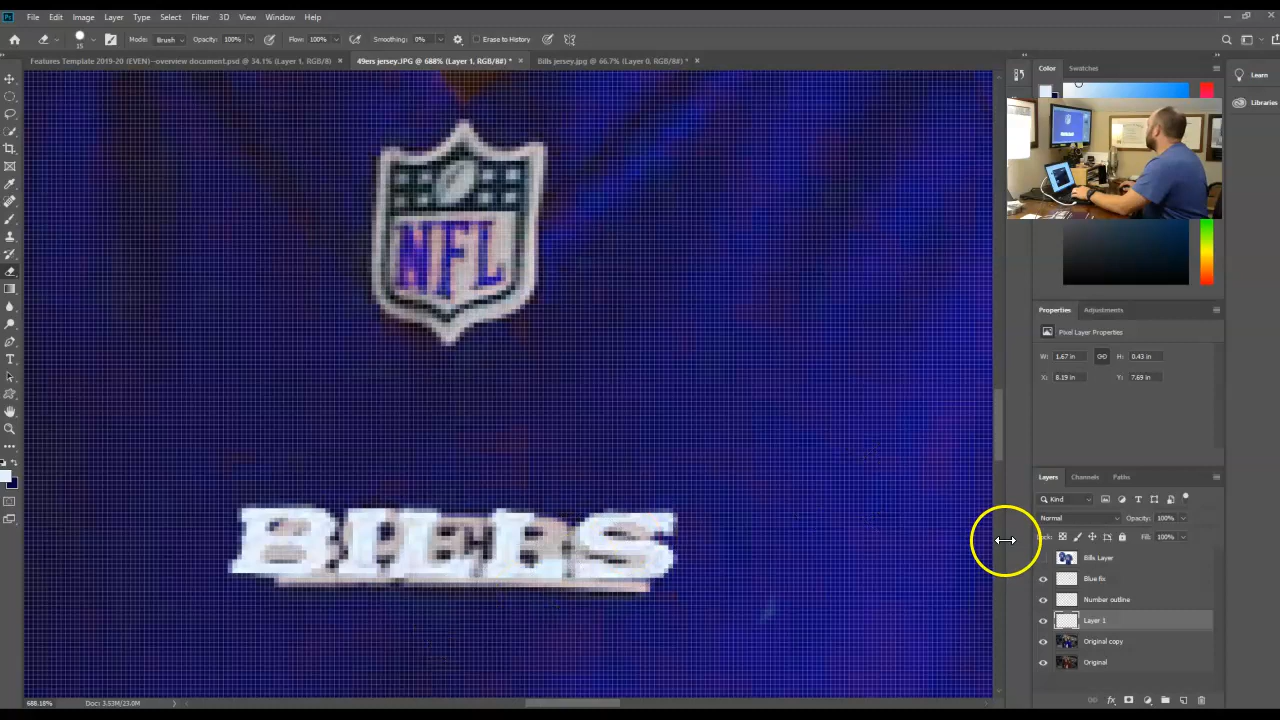 File Edit Image Layer Type Select Filter 3D View Window Help
15 Mode: Brush Opacity: 100% Flow: 100% Smoothing: 0% Erase to History
Features Template 2019-20 (EVEN)--overview document.psd @ 34.1% (Layer 1, RGB/8) × 49ers jersey.JPG @ 688% (Layer 1, RGB/8#) * × Bills jersey.jpg @ 66.7% (Layer 0, RGB/8#) * ×
Color Swatches
Learn
Libraries
NFL
Properties Adjustments
Pixel Layer Properties
W: 1.67 in H: 0.43 in
X: 8.19 in Y: 7.69 in
Layers Channels Paths
Kind
Normal Opacity: 100%
Lock: Fill: 100%
Bills Layer
Blue fix
Number outline
Layer 1
Original copy
Original
688.18% Doc: 3.53M/23.0M